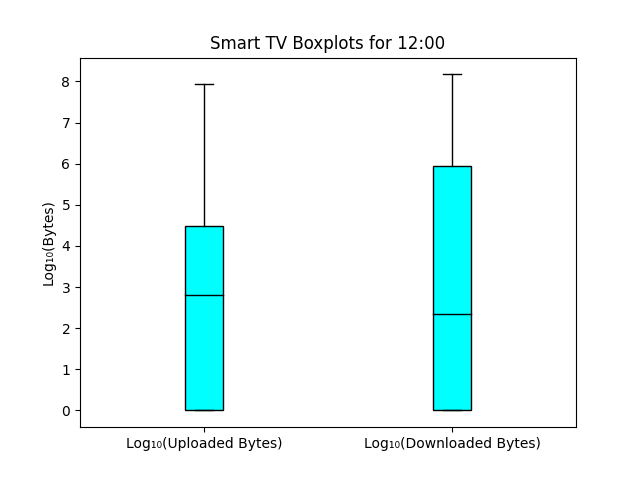 Smart TV Boxplots for 12:00
Log₁₀(Bytes)
8
7
6
5
4
3
2
1
0
Log₁₀(Uploaded Bytes)
Log₁₀(Downloaded Bytes)